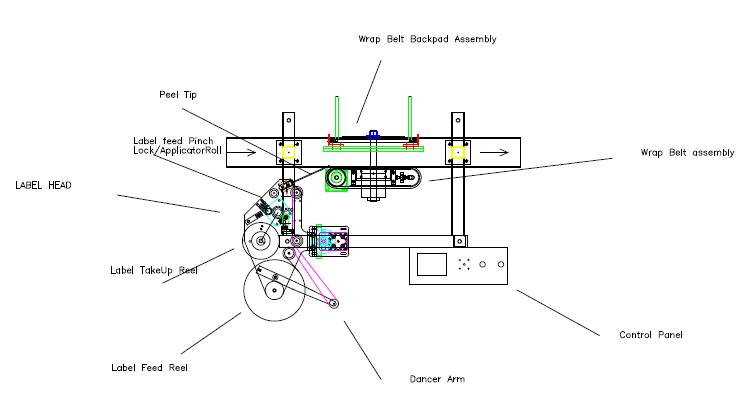 Wrap Belt Backpad Assembly
Peel Tip
Label feed Pinch
Lock/ApplicatorRoll
Wrap Belt assembly
LABEL HEAD
Label TakeUp Reel
Control Panel
Label Feed Reel
Dancer Arm